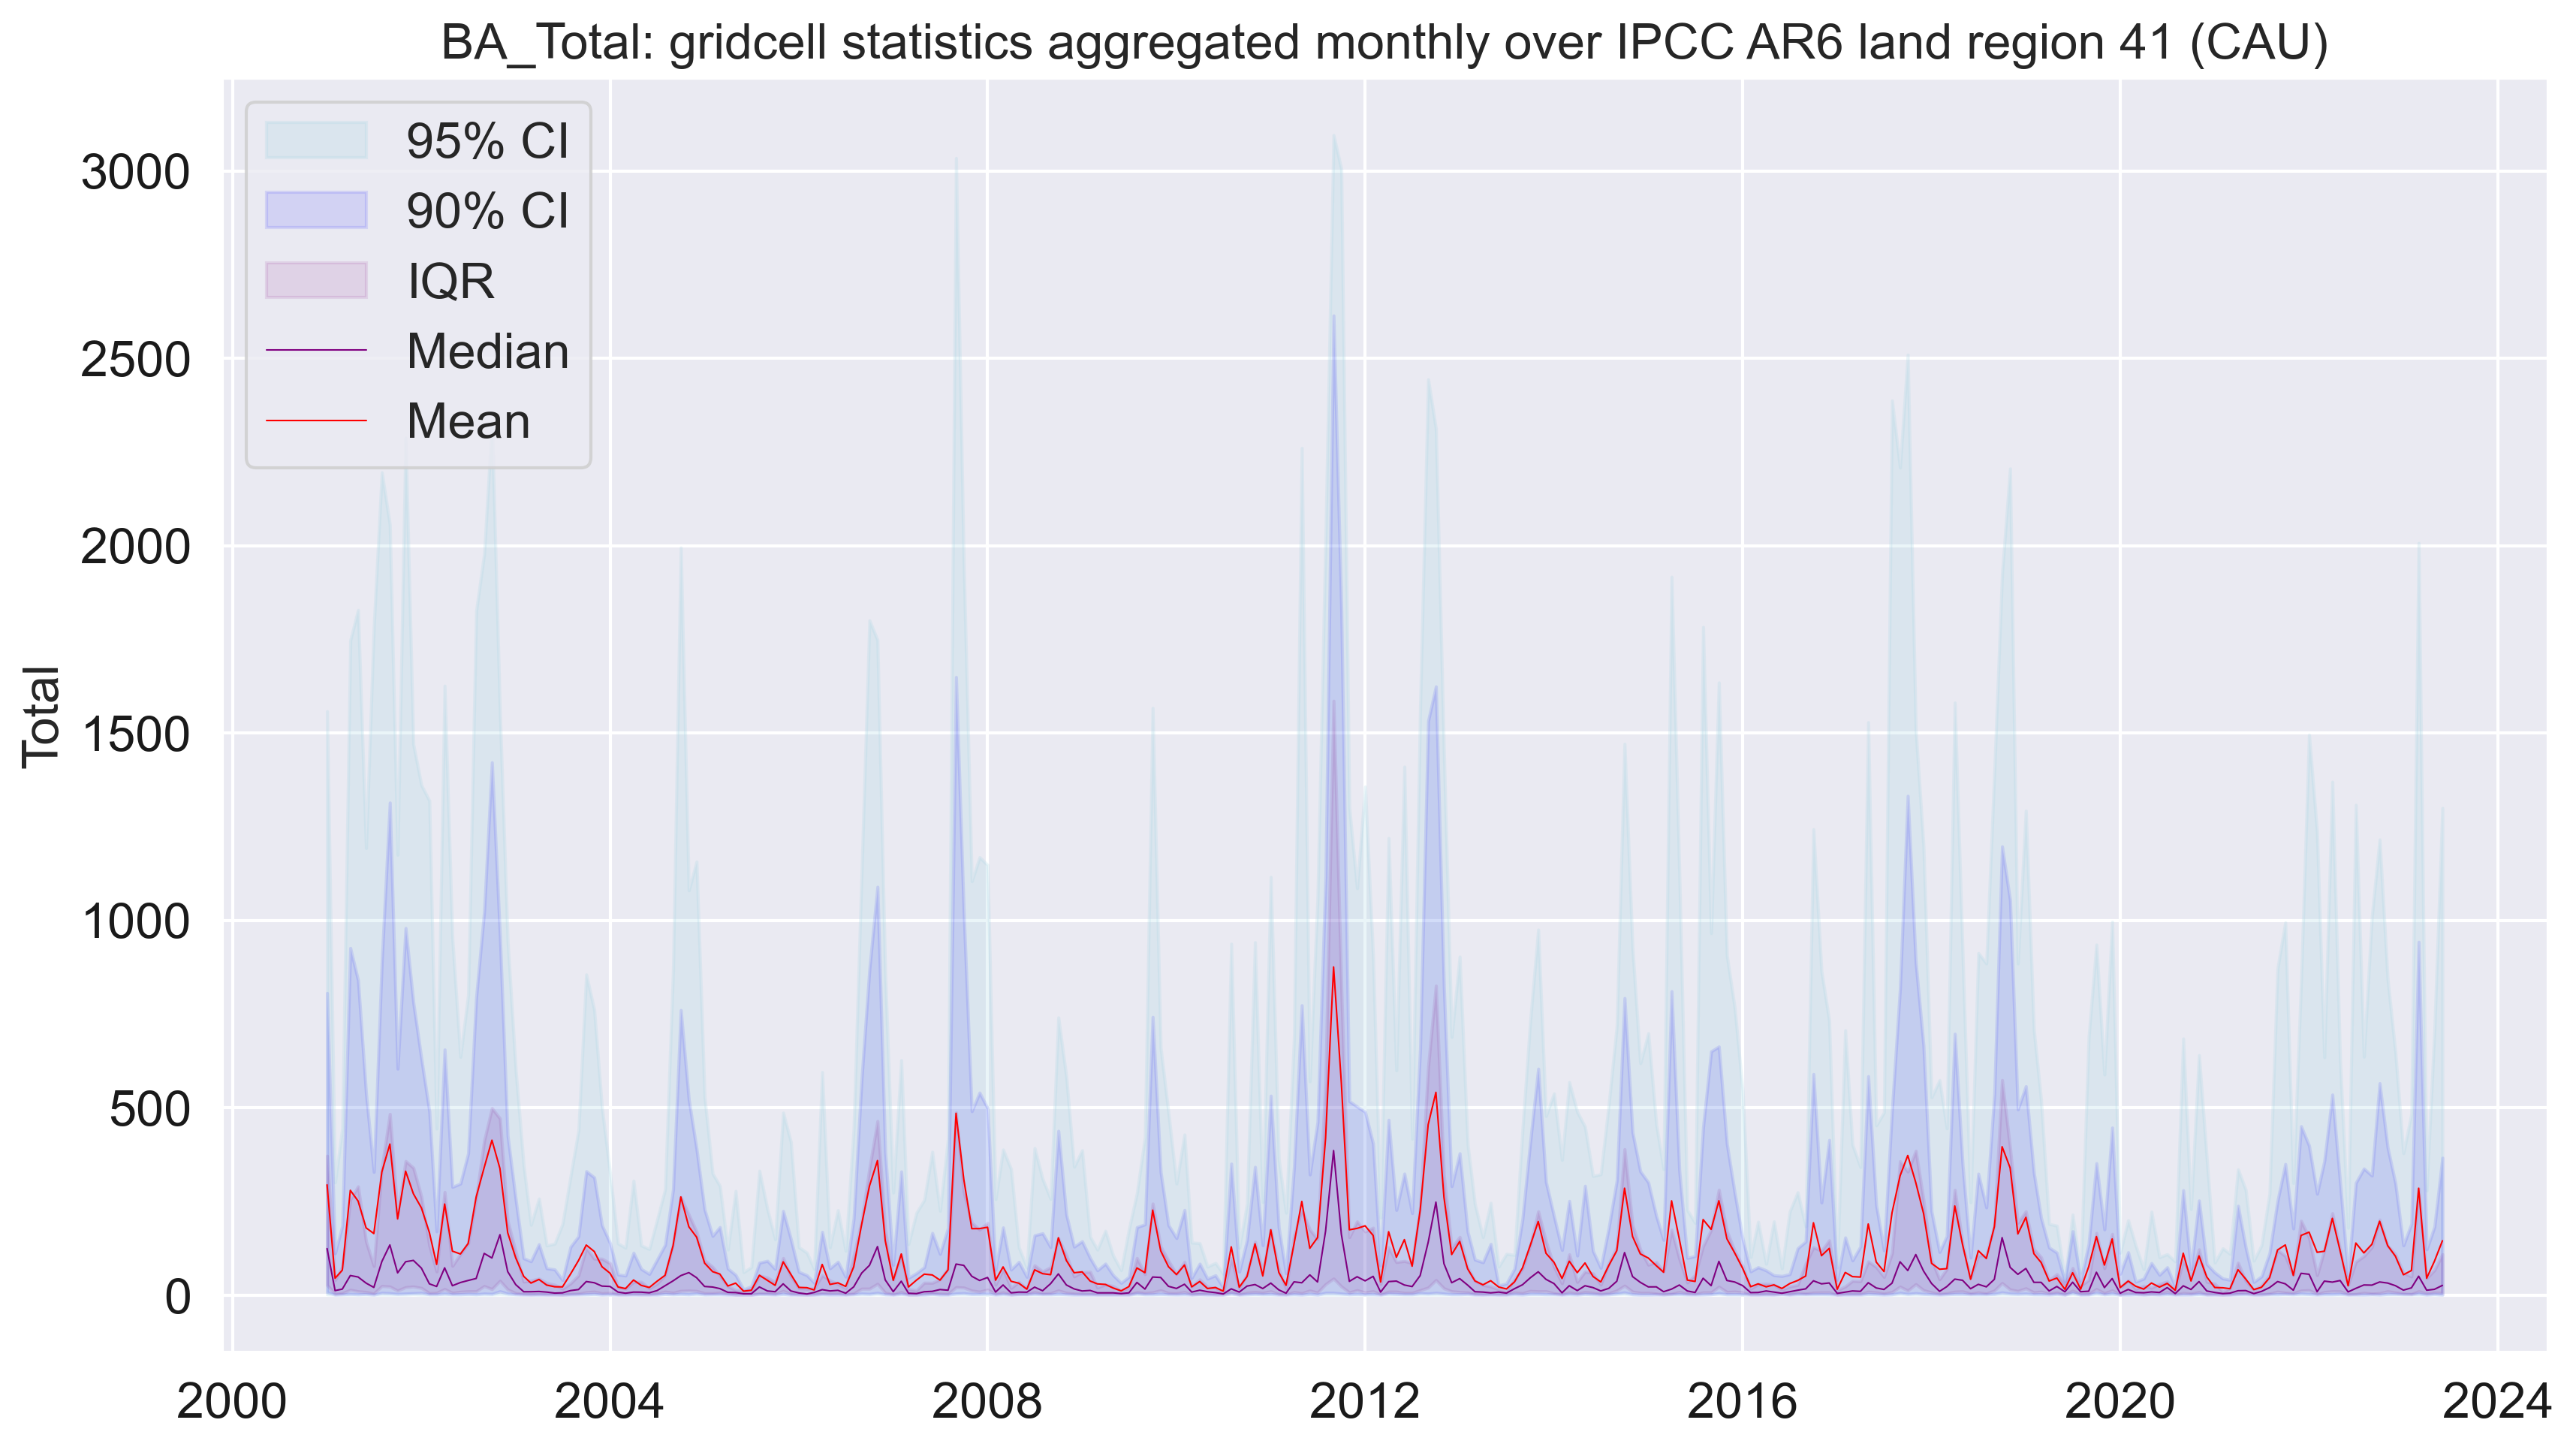 BA_Total: gridcell statistics aggregated monthly over IPCC AR6 land region 41 (CAU)
95% CI
90% CI
IQR
Median
Mean
Total
3000
2500
2000
1500
1000
500
0
2000 2004 2008 2012 2016 2020 2024